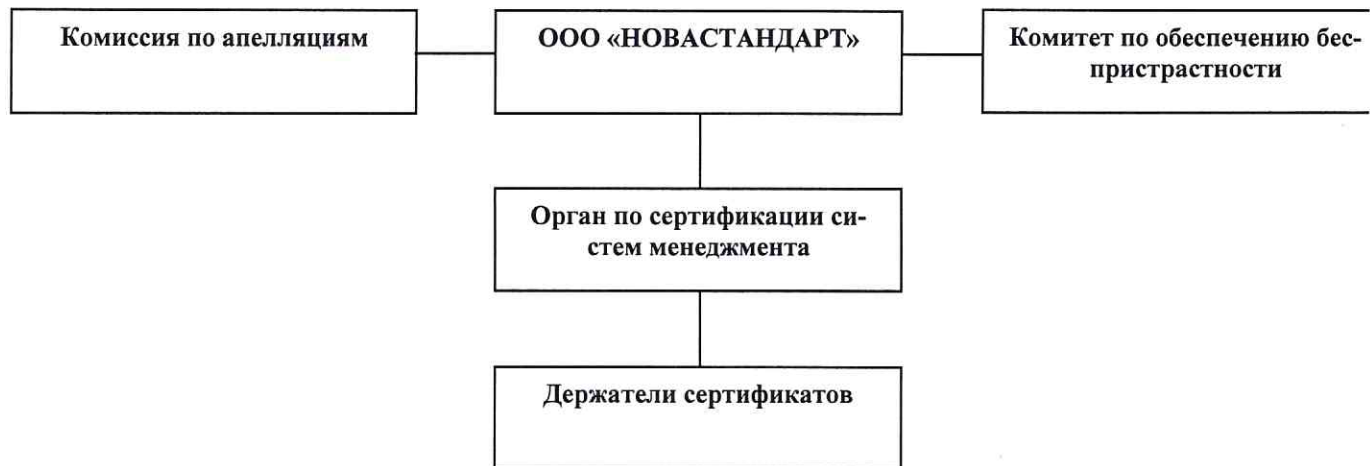 Комиссия по апелляциям
ООО «НОВАСТАНДАРТ»
Комитет по обеспечению бес-
пристрастности
Орган по сертификации си-
стем менеджмента
Держатели сертификатов